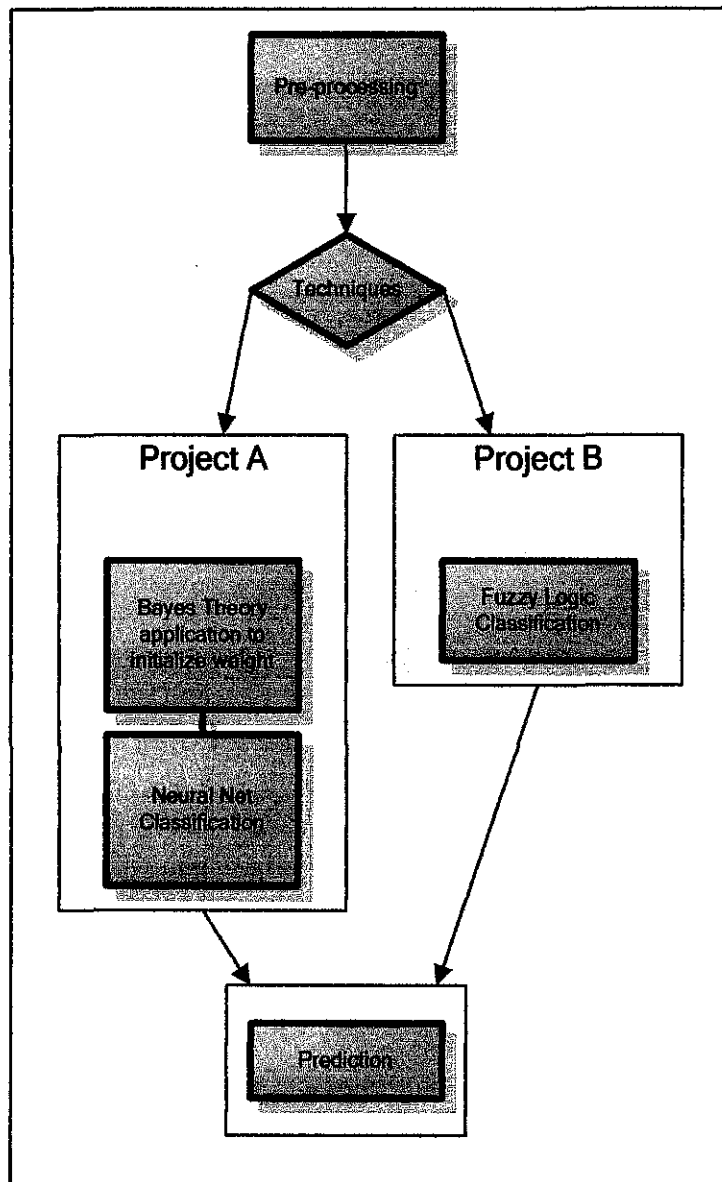 Pre-processing
Techniques
Project A
Bayes Theory
application to
initialize weight
Neural Net
Classification
Project B
Fuzzy Logic
Classification
Prediction